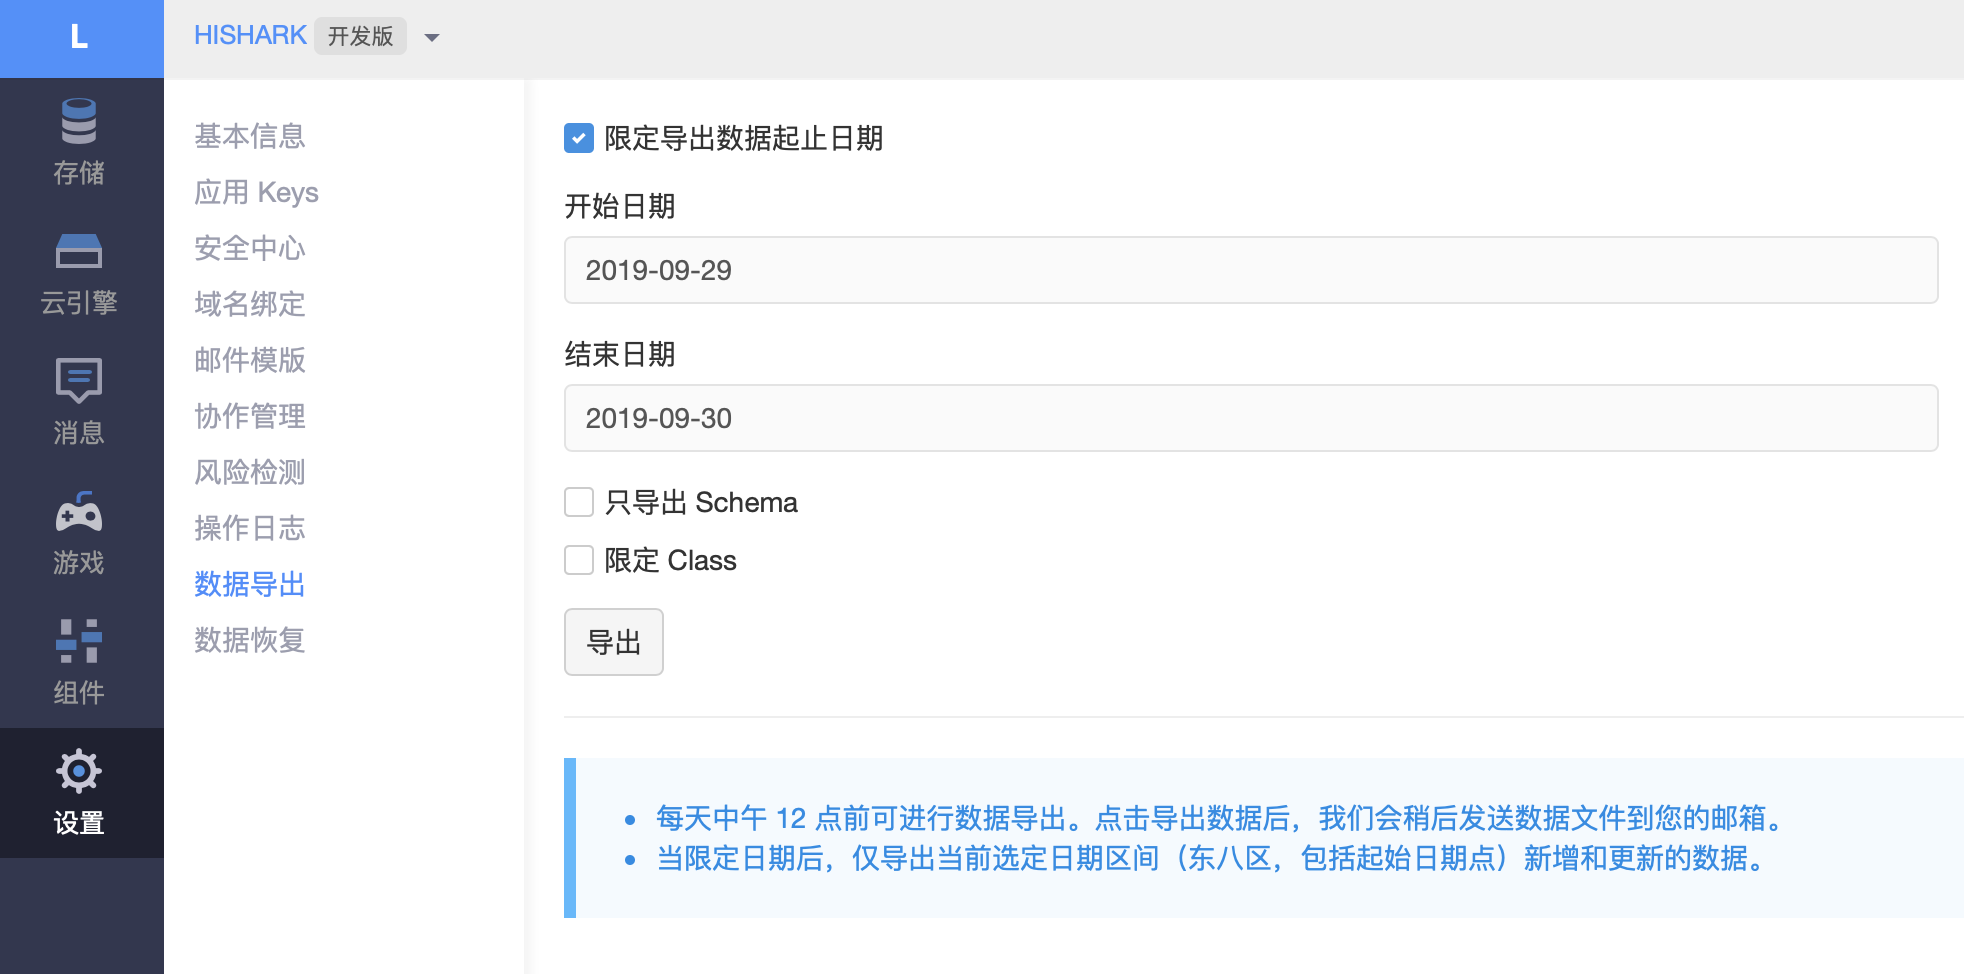 L
HISHARK 开发版
存储
云引擎
消息
游戏
组件
设置
基本信息
应用 Keys
安全中心
域名绑定
邮件模版
协作管理
风险检测
操作日志
数据导出
数据恢复
限定导出数据起止日期
开始日期
2019-09-29
结束日期
2019-09-30
只导出 Schema
限定 Class
导出
每天中午 12 点前可进行数据导出。点击导出数据后，我们会稍后发送数据文件到您的邮箱。
当限定日期后，仅导出当前选定日期区间（东八区，包括起始日期点）新增和更新的数据。